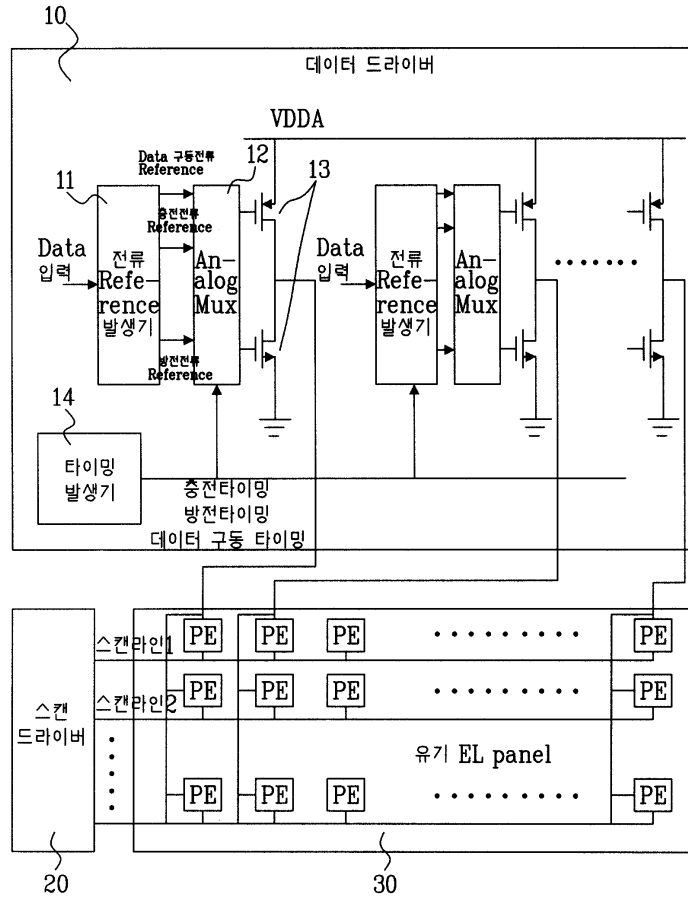 10
데이터 드라이버
VDDA
Data 구동전류
Reference
12
13
11
충전전류
Reference
Data
입력
전류
Refe-
rence
발생기
An-
alog
Mux
방전전류
Reference
Data
입력
전류
Refe-
rence
발생기
An-
alog
Mux
14
타이밍
발생기
충전타이밍
방전타이밍
데이터 구동 타이밍
스캔라인1
PE PE PE PE
스캔라인2
PE PE PE PE
스캔
드라이버
유기 EL panel
PE PE PE PE
20
30